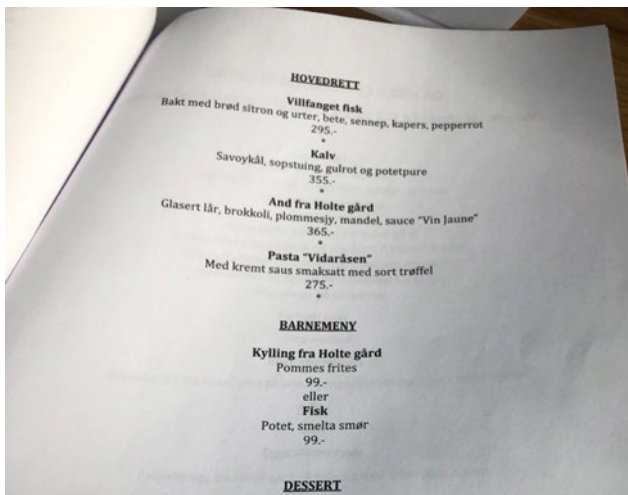 HOVEDRETT
Villfanget fisk
Bakt med brød sitron og urter, bete, sennep, kapers, pepperrot
295.-
*
Kalv
Savoykål, sopstuing, gulrot og potetpure
355.-
*
And fra Holte gård
Glasert lår, brokkoli, plommesjy, mandel, sauce "Vin Jaune"
365.-
*
Pasta "Vidaråsen"
Med kremt saus smaksatt med sort trøffel
275.-
*
BARNEMENY
Kylling fra Holte gård
Pommes frites
99.-
eller
Fisk
Potet, smelta smør
99.-
DESSERT